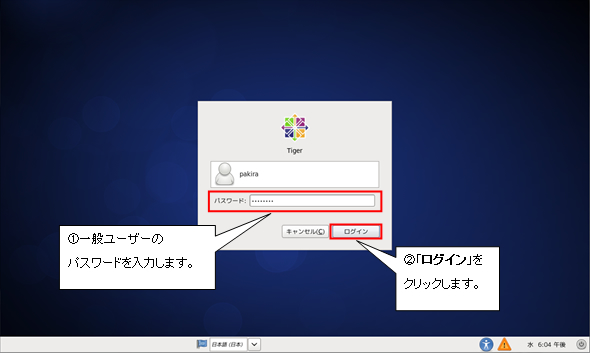 Tiger
pakira
パスワード: ••••••••
キャンセル(C) ログイン
①一般ユーザーの
パスワードを入力します。
②「ログイン」を
クリックします。
日本語 (日本) 水 6:04 午後